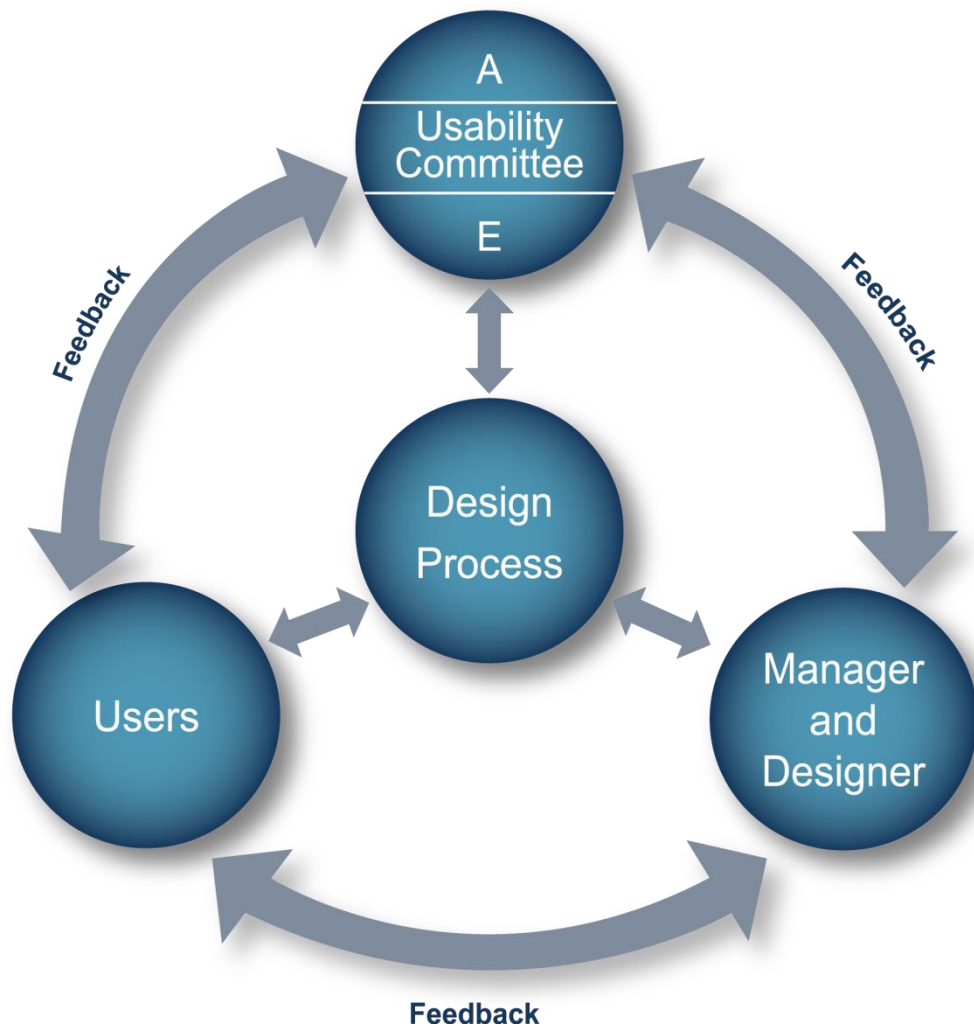 A
Usability
Committee
E
Feedback
Feedback
Design
Process
Users
Manager
and
Designer
Feedback